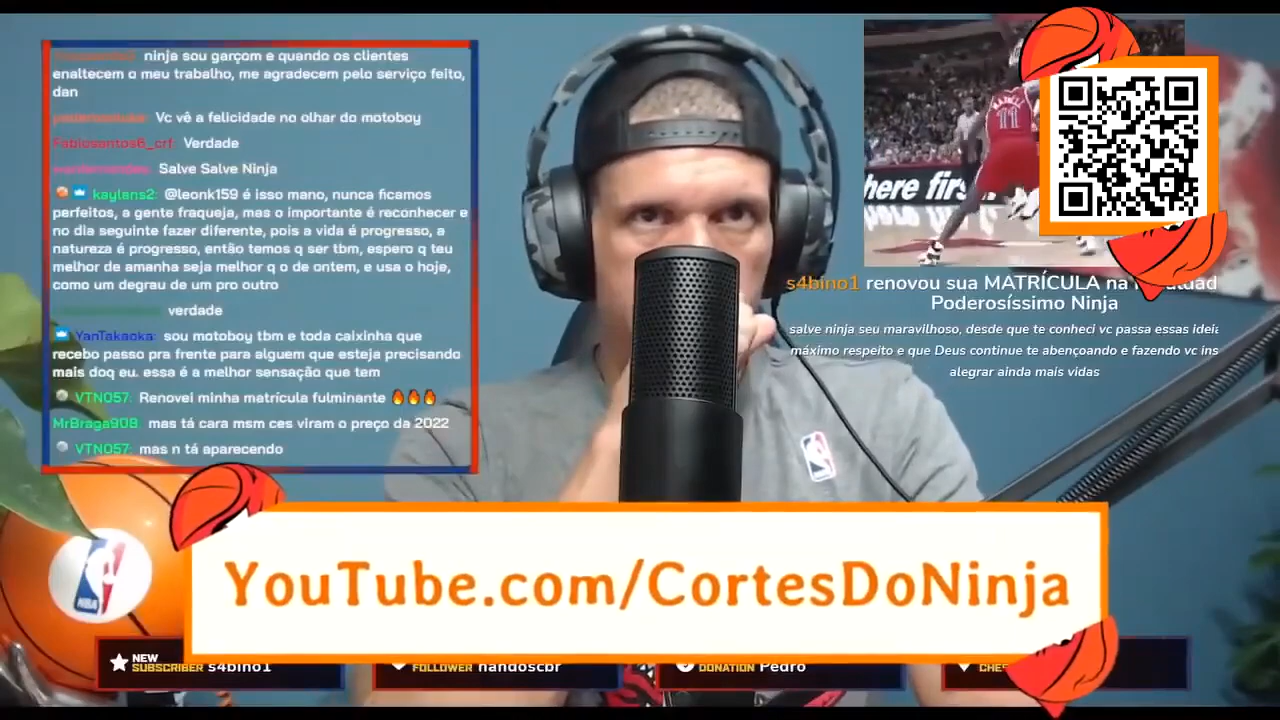 ninja sou garçom e quando os clientes
enaltecem o meu trabalho, me agradecem pelo serviço feito,
dan
Vc vê a felicidade no olhar do motoboy
Fabiosantos6_crf: Verdade
Salve Salve Ninja
kaylens2: @leonk159 é isso mano, nunca ficamos
perfeitos, a gente fraqueja, mas o importante é reconhecer e
no dia seguinte fazer diferente, pois a vida é progresso, a
natureza é progresso, então temos q ser tbm, espero q teu
melhor de amanha seja melhor q o de ontem, e usa o hoje,
como um degrau de um pro outro
verdade
YanTakaoka: sou motoboy tbm e toda caixinha que
recebo passo pra frente para alguem que esteja precisando
mais doq eu. essa é a melhor sensação que tem
VTN057: Renovei minha matrícula fulminante 🔥🔥🔥
MrBraga909: mas tá cara msm ces viram o preço da 2022
VTN057: mas n tá aparecendo
11
here firs
s4bino1 renovou sua MATRÍCULA na
Poderosíssimo Ninja
salve ninja seu maravilhoso, desde que te conheci vc passa essas ideia
máximo respeito e que Deus continue te abençoando e fazendo vc ins
alegrar ainda mais vidas
NBA
YouTube.com/CortesDoNinja
NEW
SUBSCRIBER s4bino1
FOLLOWER nandoscbr
DONATION Pedro
CHE